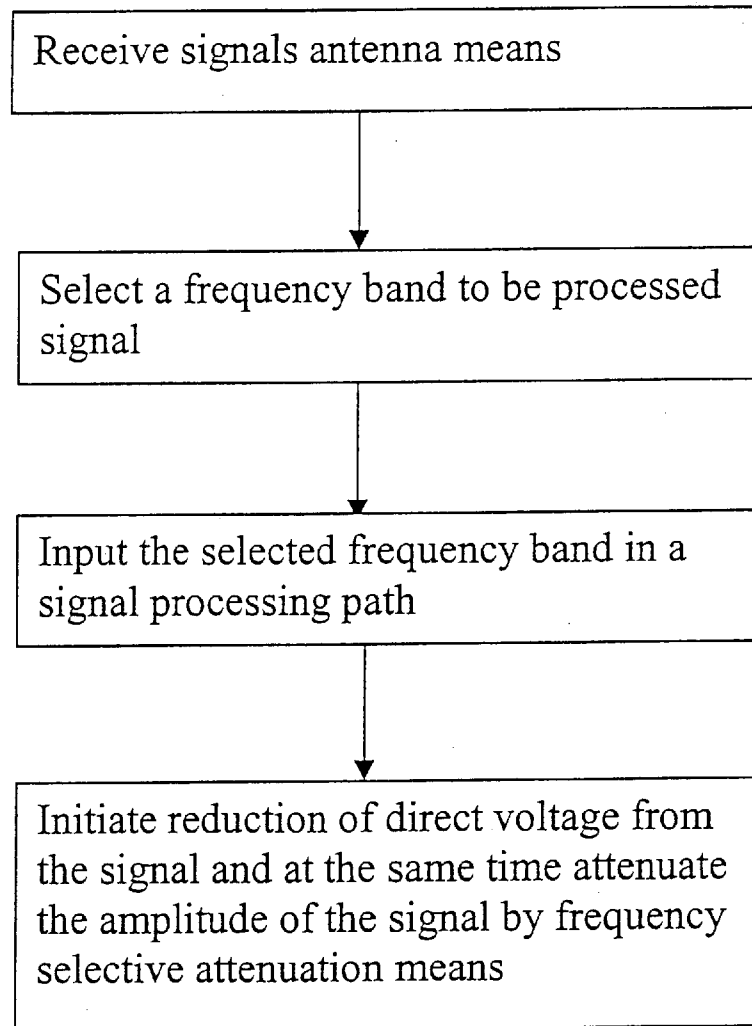 Receive signals antenna means
Select a frequency band to be processed
signal
Input the selected frequency band in a
signal processing path
Initiate reduction of direct voltage from
the signal and at the same time attenuate
the amplitude of the signal by frequency
selective attenuation means